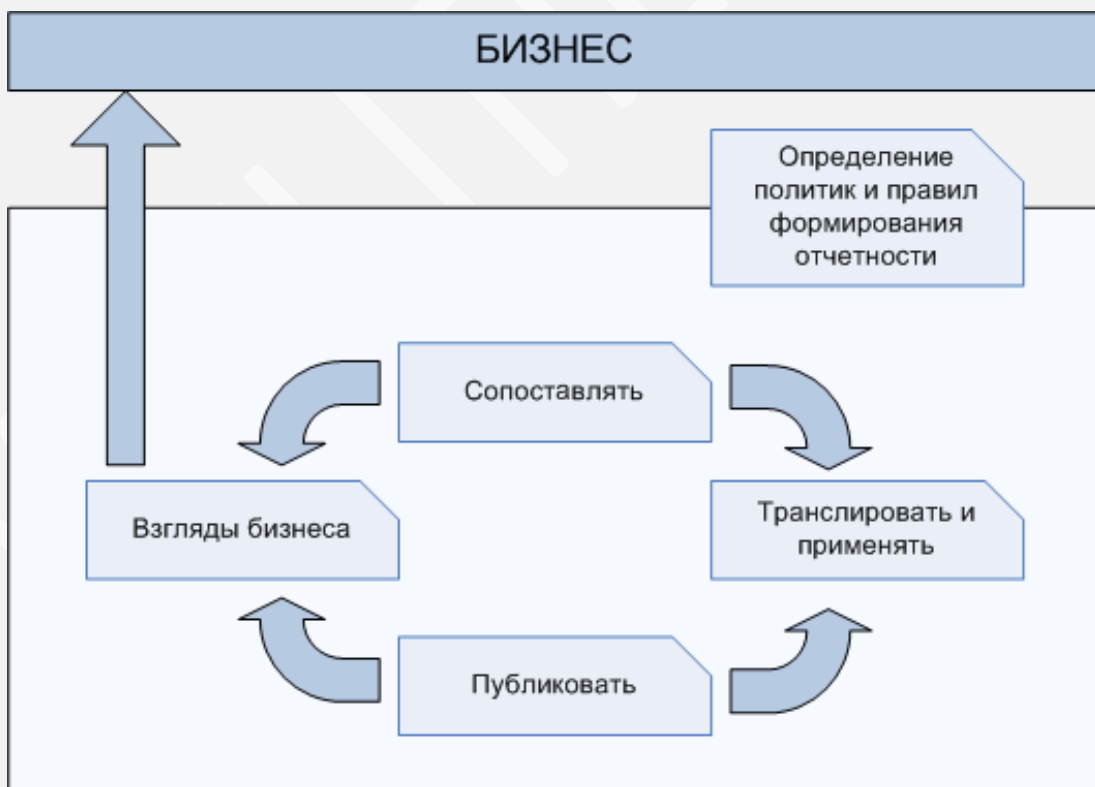 БИЗНЕС
Определение
политик и правил
формирования
отчетности
Сопоставлять
Взгляды бизнеса
Транслировать и
применять
Публиковать